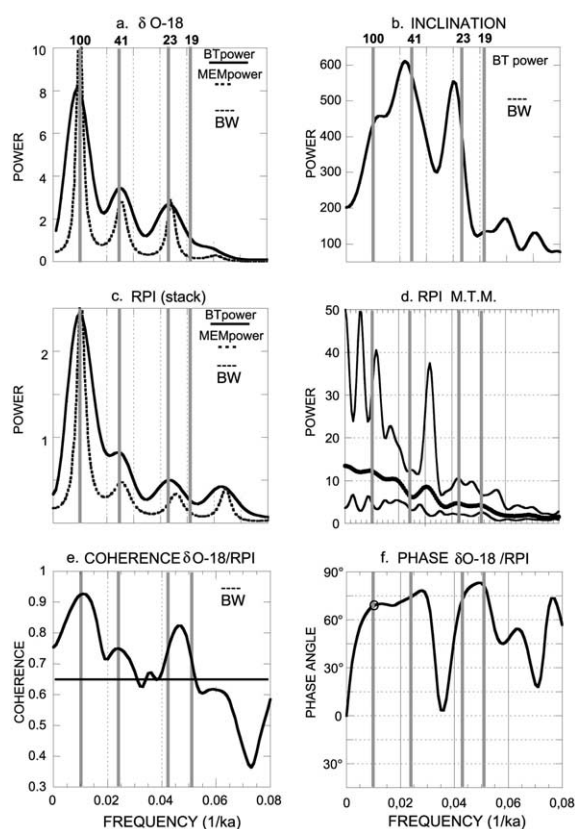 a. δ O-18
100 41 23 19
BTpower
MEMpower
BW
POWER
10
8
6
4
2
0
b. INCLINATION
100 41 23 19
BT power
BW
POWER
600
500
400
300
200
100
c. RPI (stack)
BTpower
MEMpower
BW
POWER
2
1
d. RPI M.T.M.
POWER
50
40
30
20
10
0
e. COHERENCE δO-18/RPI
BW
COHERENCE
1
0.9
0.8
0.7
0.6
0.5
0.4
0.3
0 0.02 0.04 0.06 0.08
FREQUENCY (1/ka)
f. PHASE δO-18 /RPI
PHASE ANGLE
90°
60°
30°
0°
30°
0 0,02 0,04 0,06 0,08
FREQUENCY (1/ka)